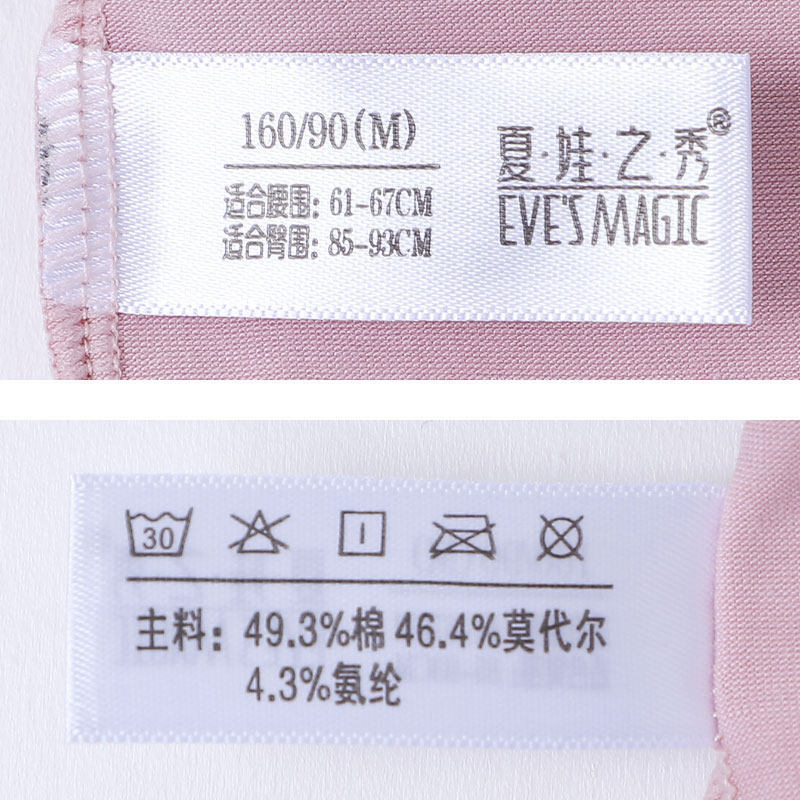 160/90(M)
适合腰围: 61-67CM
适合臀围: 85-93CM
夏·娃·之·秀®
EVE'S MAGIC
30
主料: 49.3%棉 46.4%莫代尔
4.3%氨纶